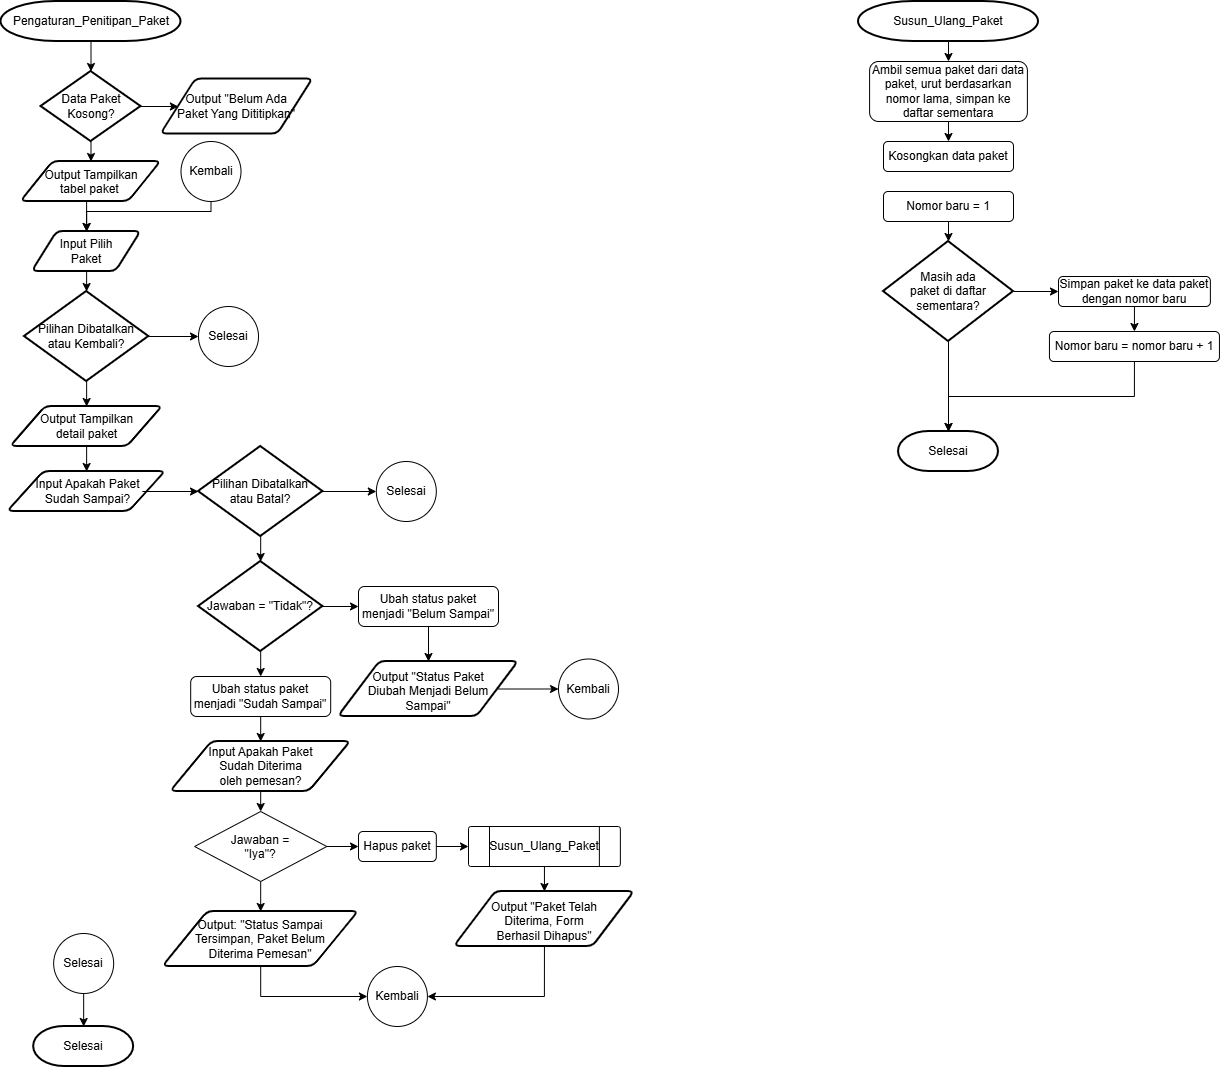 Pengaturan_Penitipan_Paket
Data Paket
Kosong?
Output "Belum Ada
Paket Yang Dititipkan"
Output Tampilkan
tabel paket
Kembali
Input Pilih
Paket
Pilihan Dibatalkan
atau Kembali?
Selesai
Output Tampilkan
detail paket
Input Apakah Paket
Sudah Sampai?
Pilihan Dibatalkan
atau Batal?
Selesai
Jawaban = "Tidak"?
Ubah status paket
menjadi "Belum Sampai"
Output "Status Paket
Diubah Menjadi Belum
Sampai"
Kembali
Ubah status paket
menjadi "Sudah Sampai"
Input Apakah Paket
Sudah Diterima
oleh pemesan?
Jawaban =
"Iya"?
Hapus paket
Susun_Ulang_Paket
Output "Paket Telah
Diterima, Form
Berhasil Dihapus"
Output: "Status Sampai
Tersimpan, Paket Belum
Diterima Pemesan"
Kembali
Selesai
Selesai
Susun_Ulang_Paket
Ambil semua paket dari data
paket, urut berdasarkan
nomor lama, simpan ke
daftar sementara
Kosongkan data paket
Nomor baru = 1
Masih ada
paket di daftar
sementara?
Simpan paket ke data paket
dengan nomor baru
Nomor baru = nomor baru + 1
Selesai